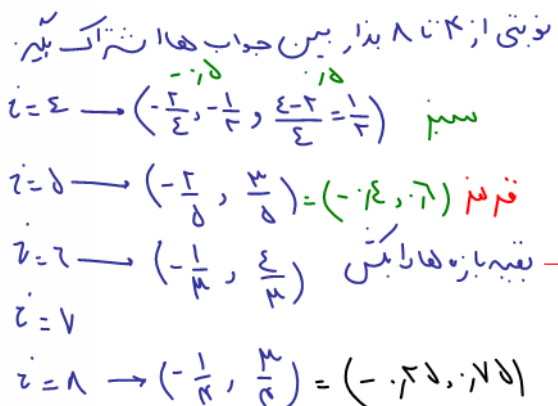 نوبتی از ۴ تا ۸ بذار بین جواب ها اشتراک بگیر
-۰٫۵ ۰٫۵
i=۴ → (-۲/۴, -۱/۲, (۴-۲)/۴ = ۱/۲) سبز
i=۵ → (-۲/۵, ۳/۵) = (-۰٫۴, ۰٫۶) قرمز
i=۶ → (-۱/۳, ۴/۳) بقیه بازه ها را بکش
i=۷
i=۸ → (-۱/۴, ۳/۴) = (-۰٫۲۵, ۰٫۷۵)